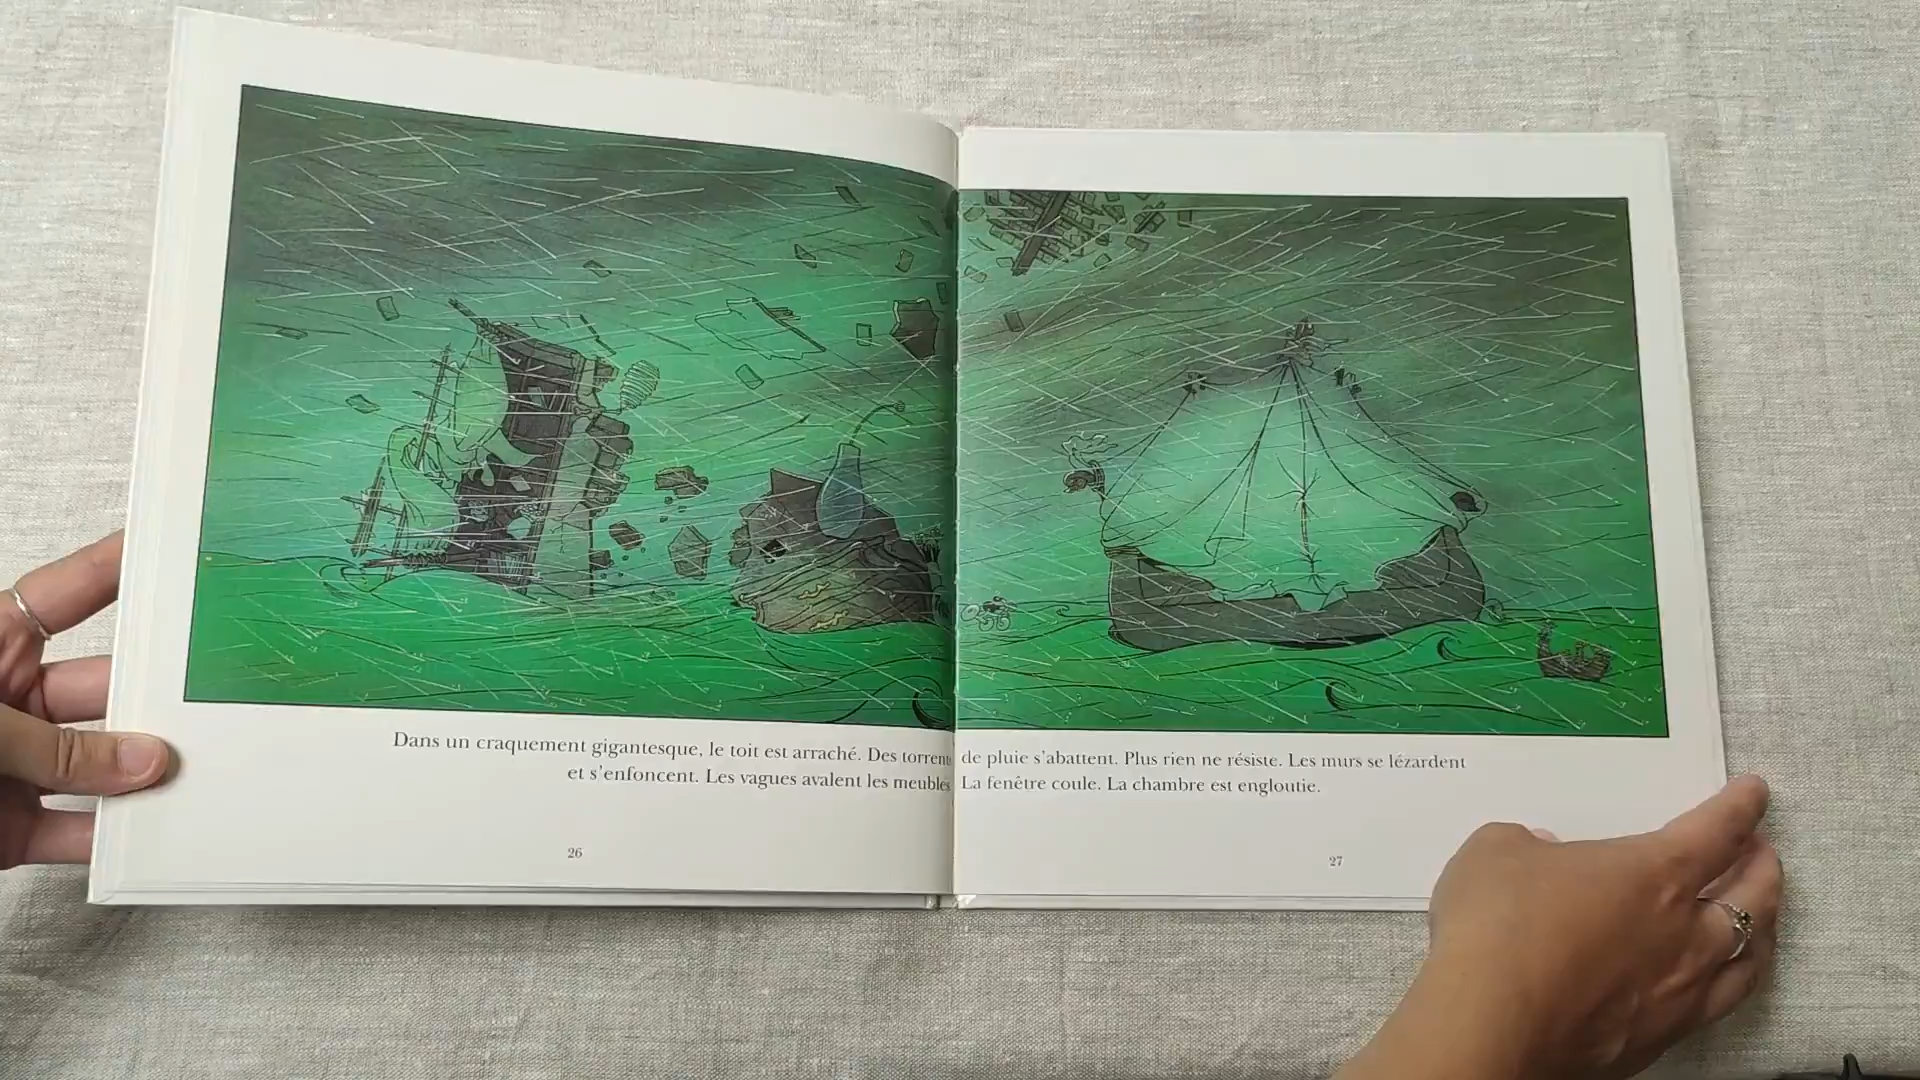 Dans un craquement gigantesque, le toit est arraché. Des torrents de pluie s'abattent. Plus rien ne résiste. Les murs se lézardent
et s'enfoncent. Les vagues avalent les meubles. La fenêtre coule. La chambre est engloutie.
26
27